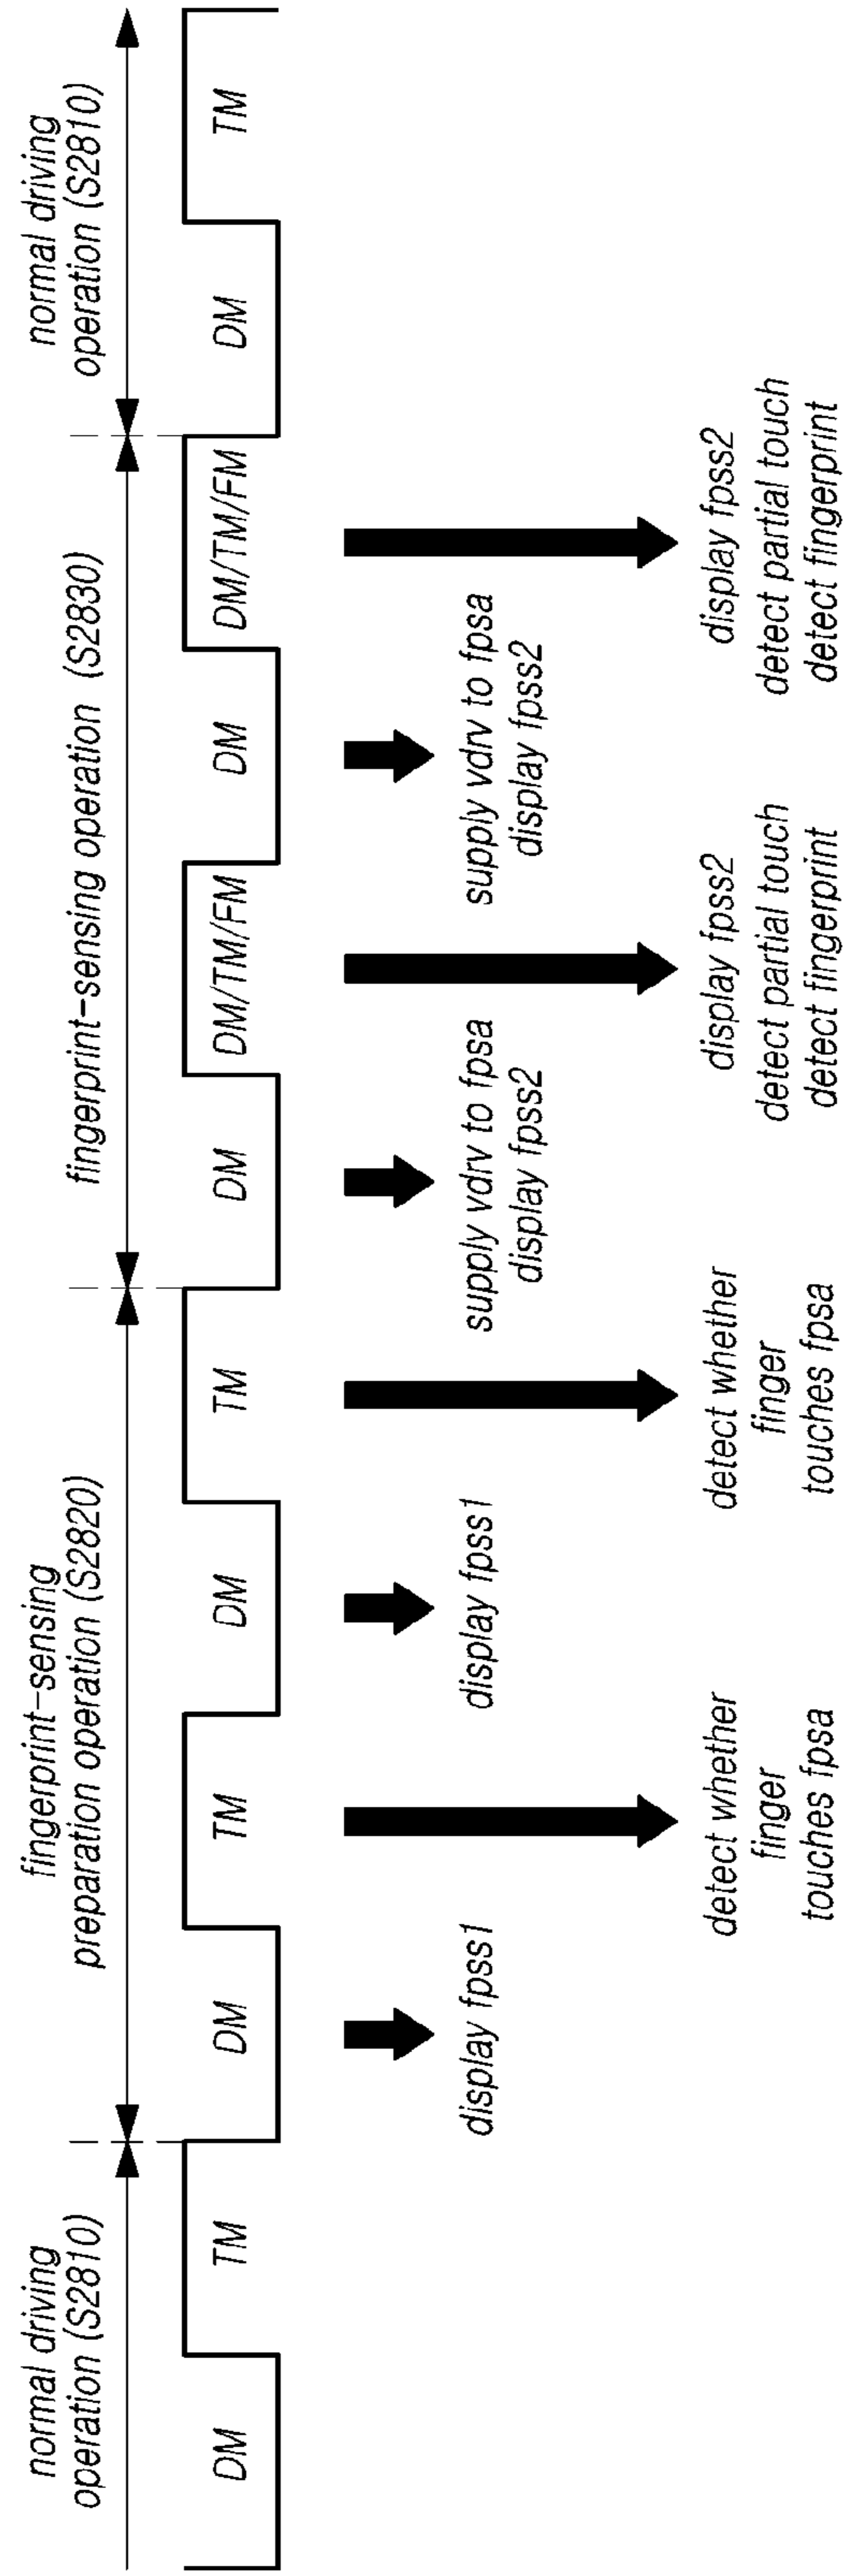 normal driving
operation (S2810)
fingerprint-sensing
preparation operation (S2820)
fingerprint-sensing operation (S2830)
normal driving
operation (S2810)
DM
TM
DM
TM
DM
TM
DM
DM/TM/FM
DM
DM/TM/FM
DM
TM
display fpss1
display fpss1
supply vdrv to fpsa
display fpss2
supply vdrv to fpsa
display fpss2
detect whether
finger
touches fpsa
detect whether
finger
touches fpsa
display fpss2
detect partial touch
detect fingerprint
display fpss2
detect partial touch
detect fingerprint